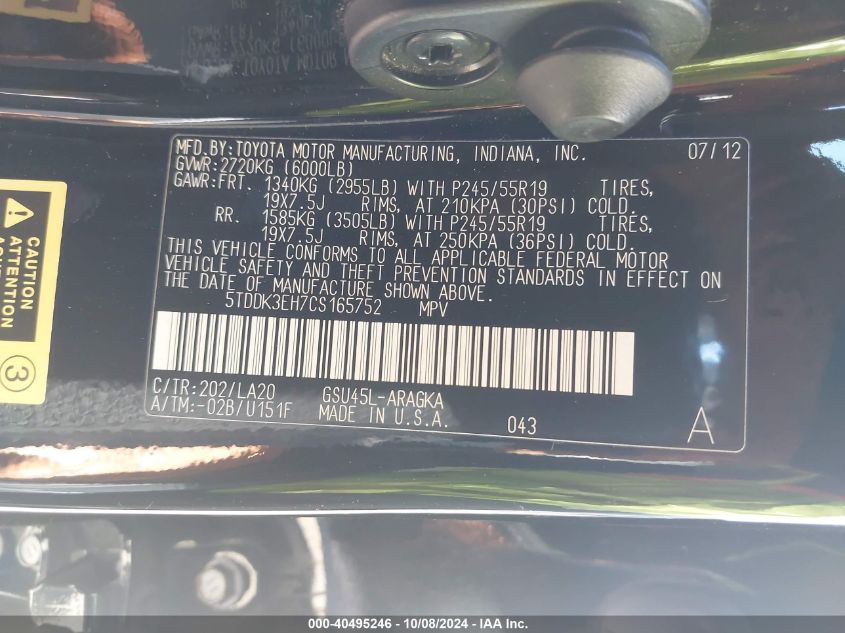 MFD.BY:TOYOTA MOTOR MANUFACTURING, INDIANA, INC. 07/12
GVWR:2720KG (6000LB)
GAWR:FRT. 1340KG (2955LB) WITH P245/55R19 TIRES,
19X7.5J RIMS, AT 210KPA (30PSI) COLD.
RR. 1585KG (3505LB) WITH P245/55R19 TIRES,
19X7.5J RIMS, AT 250KPA (36PSI) COLD.
THIS VEHICLE CONFORMS TO ALL APPLICABLE FEDERAL MOTOR
VEHICLE SAFETY AND THEFT PREVENTION STANDARDS IN EFFECT ON
THE DATE OF MANUFACTURE SHOWN ABOVE.
5TDDK3EH7CS165752 MPV
C/TR:202/LA20 GSU45L-ARAGKA
A/TM:-02B/U151F MADE IN U.S.A. 043 A
CAUTION
ATTENTION
3
000-40495246 - 10/08/2024 - IAA Inc.